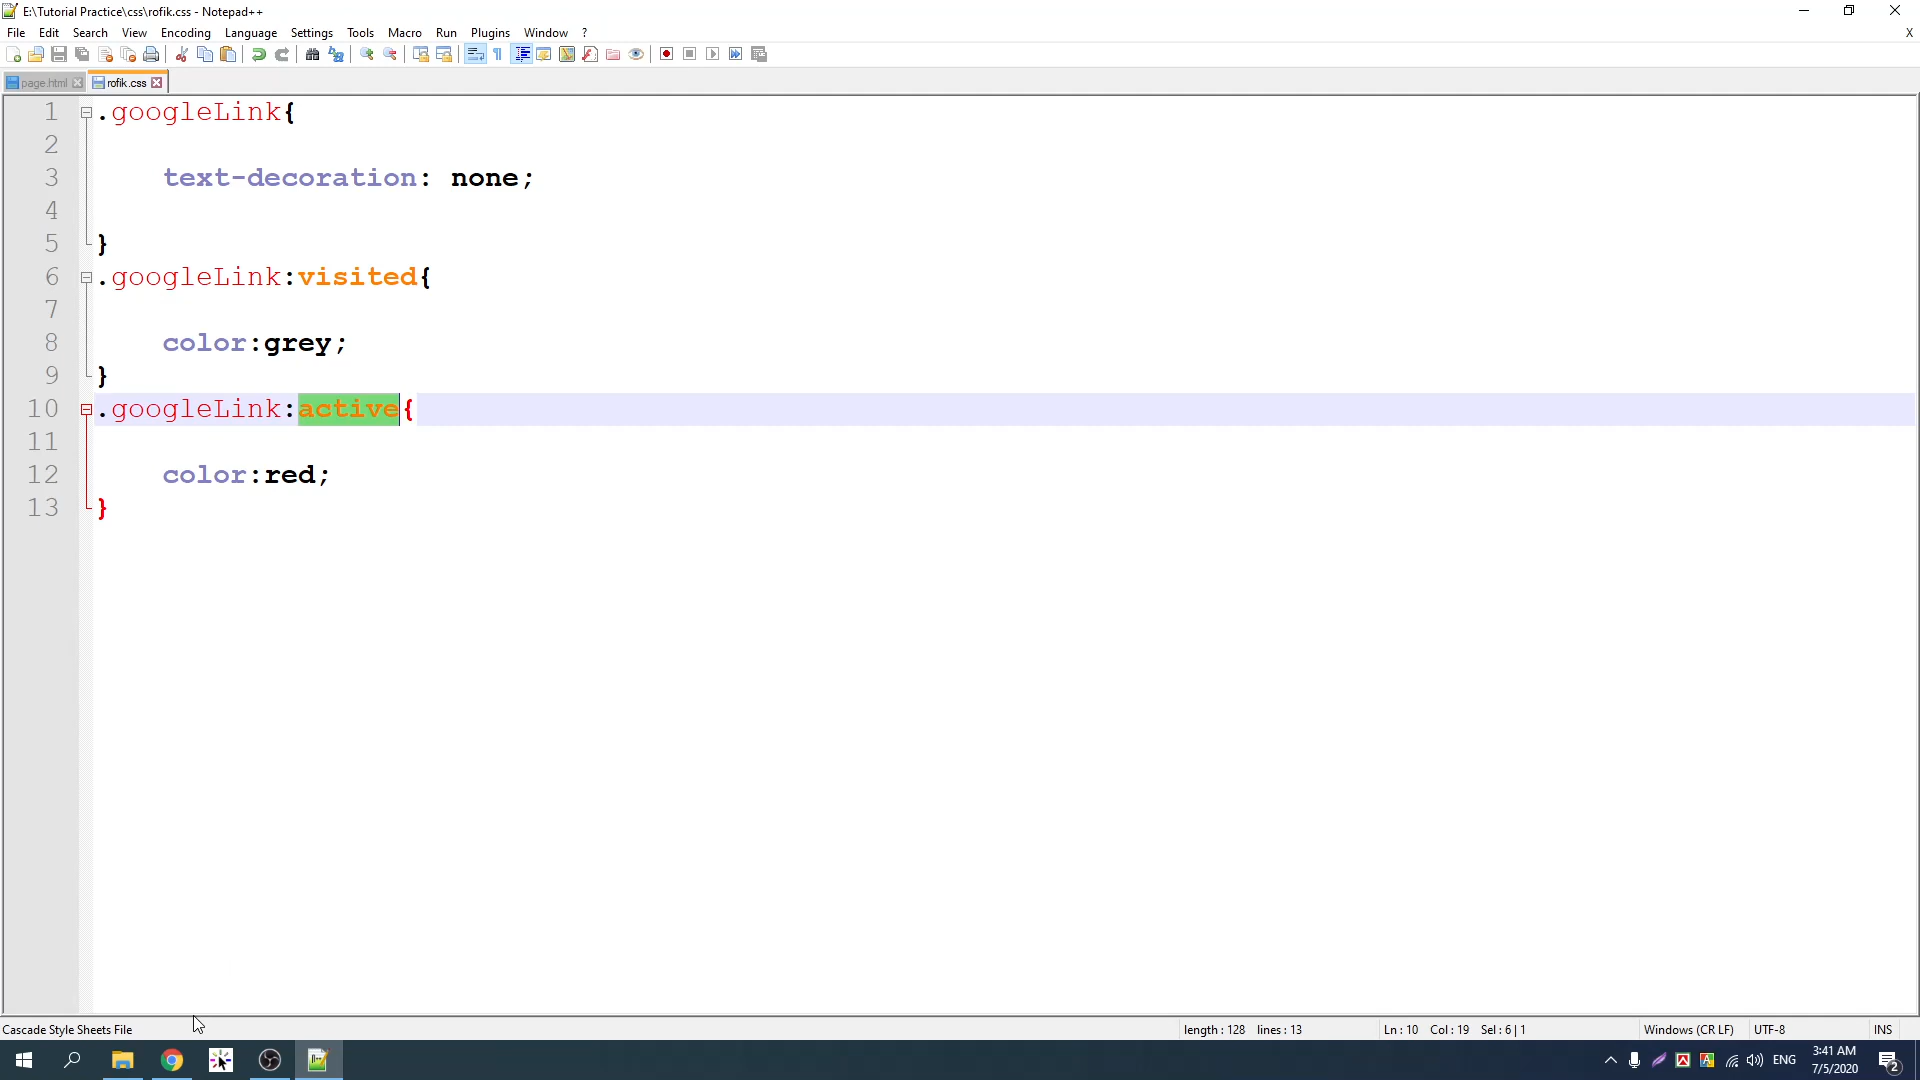 E:\Tutorial Practice\css\rofik.css - Notepad++
File Edit Search View Encoding Language Settings Tools Macro Run Plugins Window ? X
page.html rofik.css
1 .googleLink{
2
3 text-decoration: none;
4
5 }
6 .googleLink:visited{
7
8 color:grey;
9 }
10 .googleLink:active{
11
12 color:red;
13 }
Cascade Style Sheets File length : 128 lines : 13 Ln : 10 Col : 19 Sel : 6 | 1 Windows (CR LF) UTF-8 INS
ENG 3:41 AM 2
7/5/2020